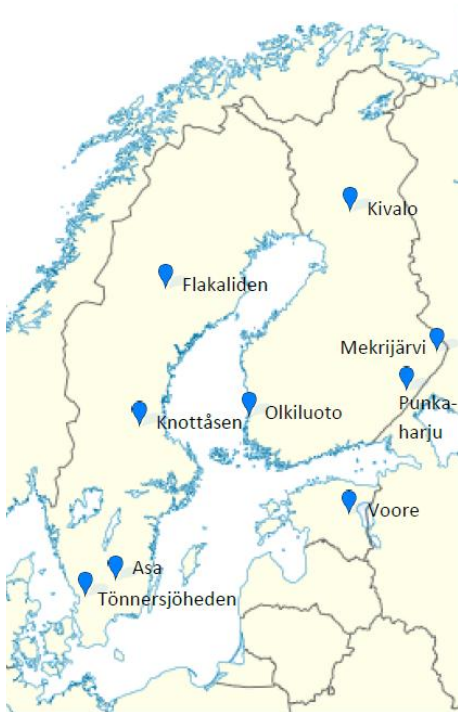 Kivalo
Flakaliden
Mekrijärvi
Punka-
harju
Olkiluoto
Knottåsen
Voore
Asa
Tönnersjöheden